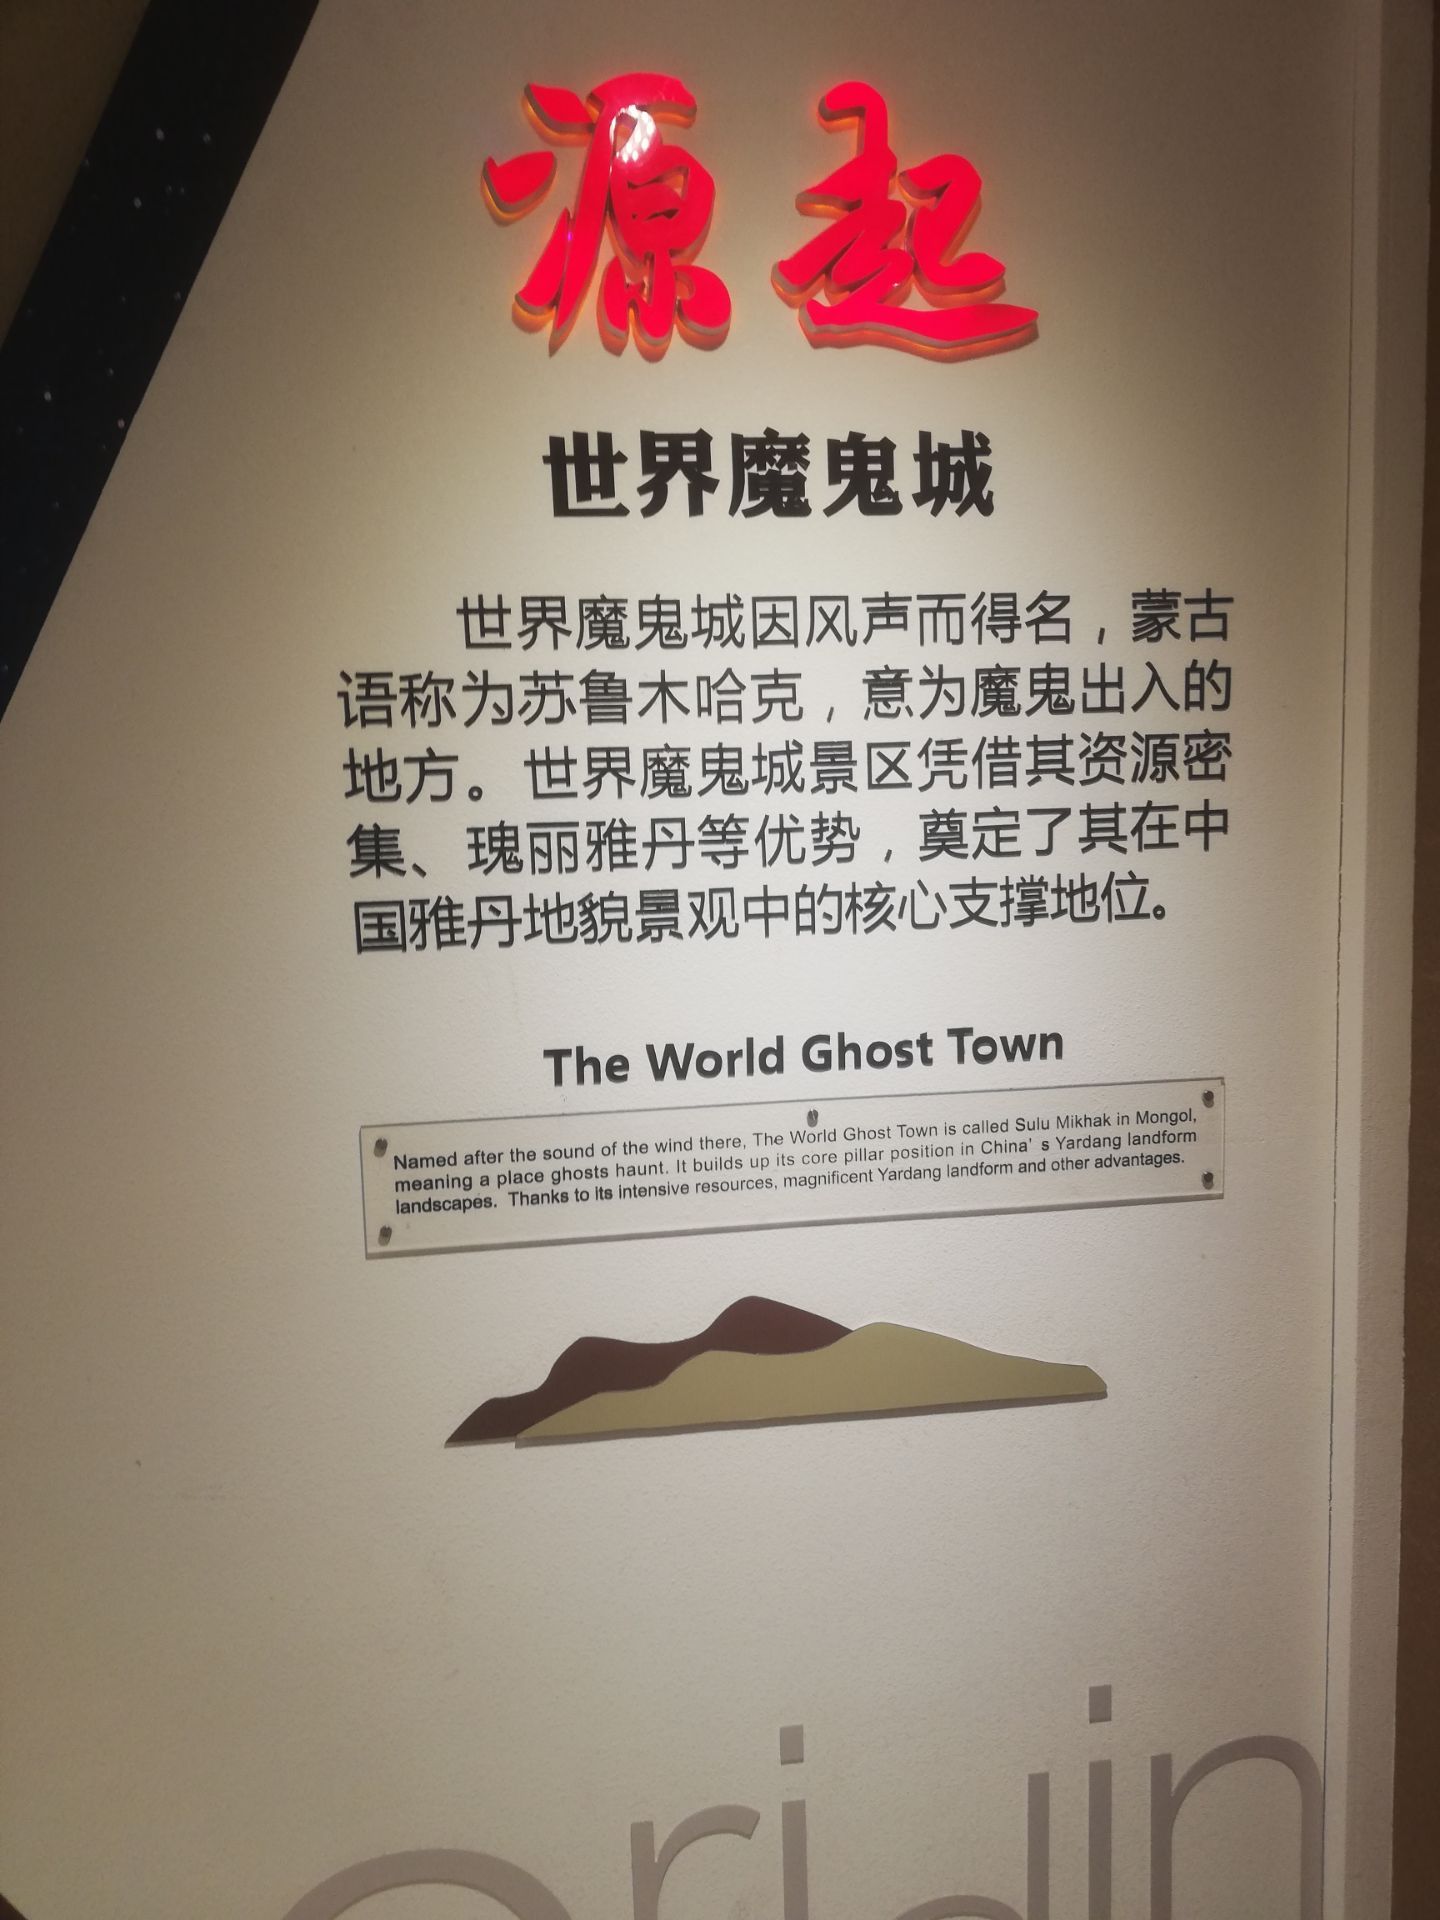 源起
世界魔鬼城
世界魔鬼城因风声而得名，蒙古
语称为苏鲁木哈克，意为魔鬼出入的
地方。世界魔鬼城景区凭借其资源密
集、瑰丽雅丹等优势，奠定了其在中
国雅丹地貌景观中的核心支撑地位。
The World Ghost Town
Named after the sound of the wind there, The World Ghost Town is called Sulu Mikhak in Mongol,
meaning a place ghosts haunt. It builds up its core pillar position in China’ s Yardang landform
landscapes. Thanks to its intensive resources, magnificent Yardang landform and other advantages.
origin